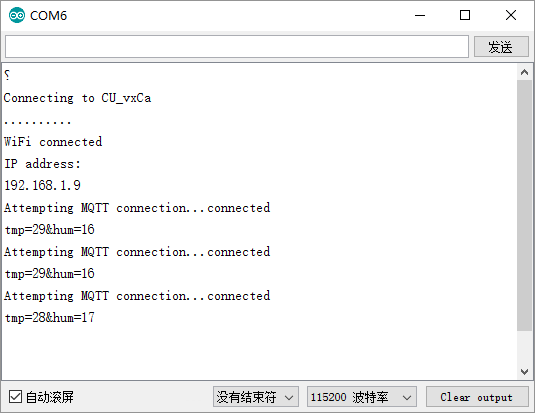 COM6
发送
⸮
Connecting to CU_vxCa
..........
WiFi connected
IP address:
192.168.1.9
Attempting MQTT connection...connected
tmp=29&hum=16
Attempting MQTT connection...connected
tmp=29&hum=16
Attempting MQTT connection...connected
tmp=28&hum=17
自动滚屏
没有结束符
115200 波特率
Clear output